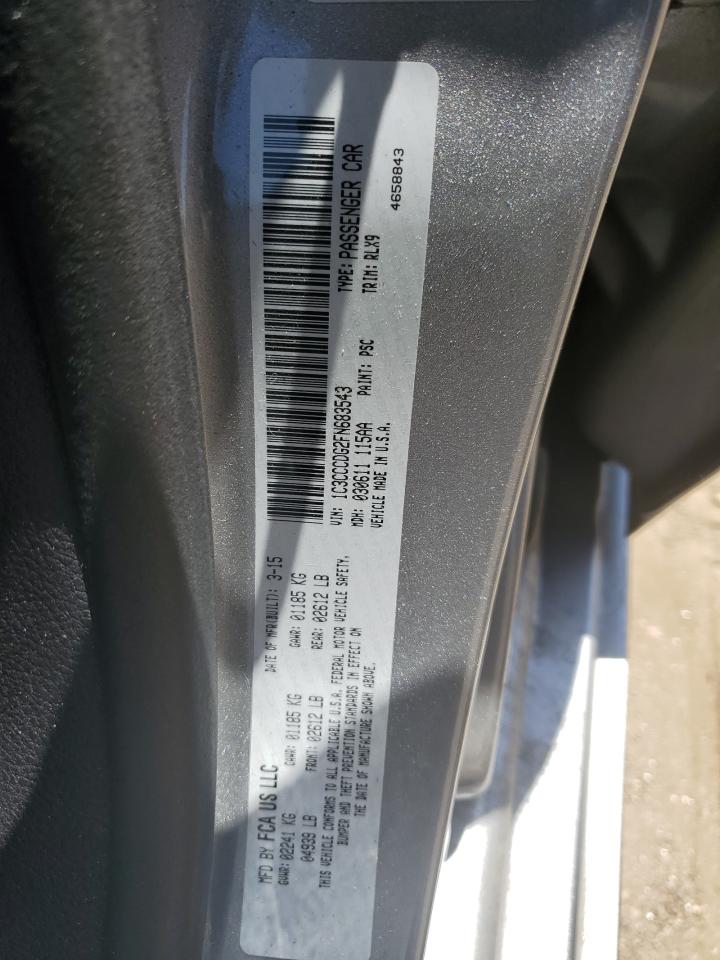 MFD BY FCA US LLC
DATE OF MFR(BUILT): 3-15
GVWR: 02241 KG
GAWR: 01185 KG
GAWR: 01185 KG
04939 LB
FRONT: 02612 LB
REAR: 02612 LB
THIS VEHICLE CONFORMS TO ALL APPLICABLE U.S.A. FEDERAL MOTOR VEHICLE SAFETY,
BUMPER AND THEFT PREVENTION STANDARDS IN EFFECT ON
THE DATE OF MANUFACTURE SHOWN ABOVE.
VIN: 1C3CCCDG2FN683543
TYPE: PASSENGER CAR
MDH: 030611 115AA
PAINT: PSC
TRIM: RLX9
VEHICLE MADE IN U.S.A.
4658843